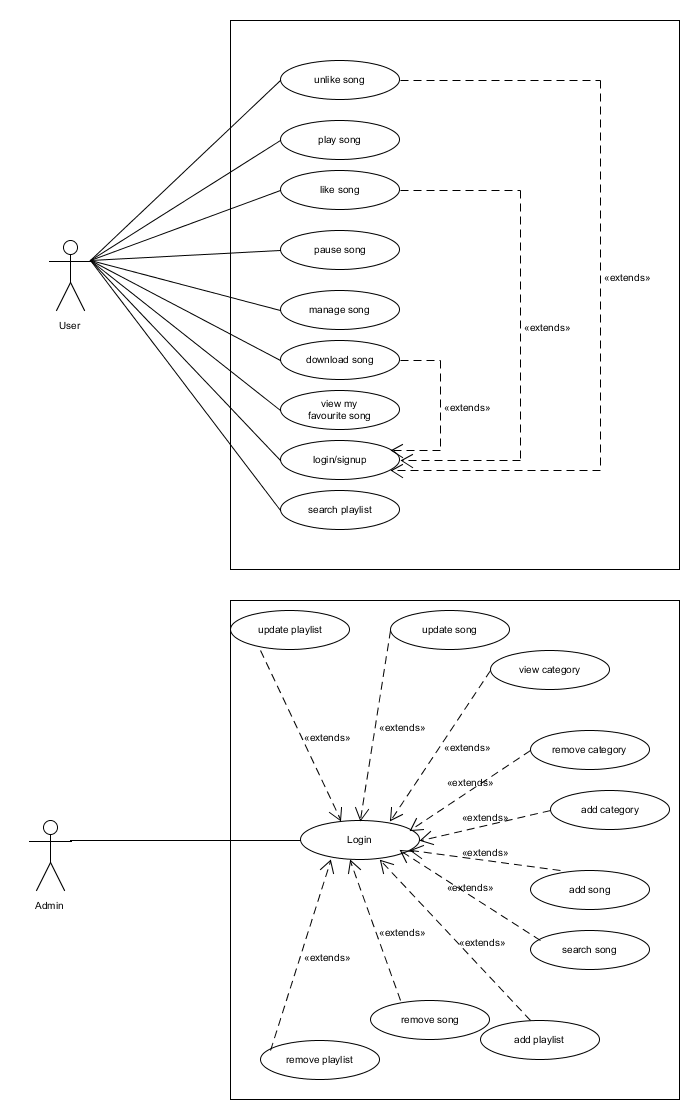 unlike song
play song
like song
pause song
«extends»
User
manage song
«extends»
download song
view my
favourite song
«extends»
login/signup
search playlist
update playlist
update song
view category
«extends»
«extends»
«extends»
remove category
«extends»
add category
«extends»
Login
«extends»
add song
«extends»
Admin
search song
«extends»
«extends»
«extends»
remove song
add playlist
remove playlist